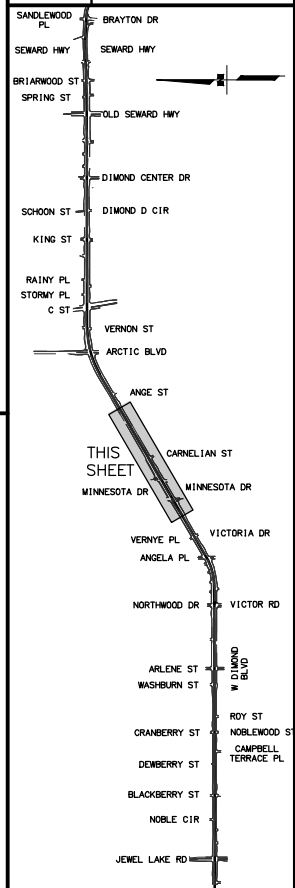 SANDLEWOOD
PL
BRAYTON DR
SEWARD HWY
SEWARD HWY
BRIARWOOD ST
SPRING ST
OLD SEWARD HWY
DIMOND CENTER DR
SCHOON ST
DIMOND D CIR
KING ST
RAINY PL
STORMY PL
C ST
VERNON ST
ARCTIC BLVD
ANGE ST
THIS
SHEET
CARNELIAN ST
MINNESOTA DR
MINNESOTA DR
VICTORIA DR
VERNYE PL
ANGELA PL
NORTHWOOD DR
VICTOR RD
ARLENE ST
WASHBURN ST
W DIMOND
BLVD
ROY ST
CRANBERRY ST
NOBLEWOOD ST
CAMPBELL
TERRACE PL
DEWBERRY ST
BLACKBERRY ST
NOBLE CIR
JEWEL LAKE RD